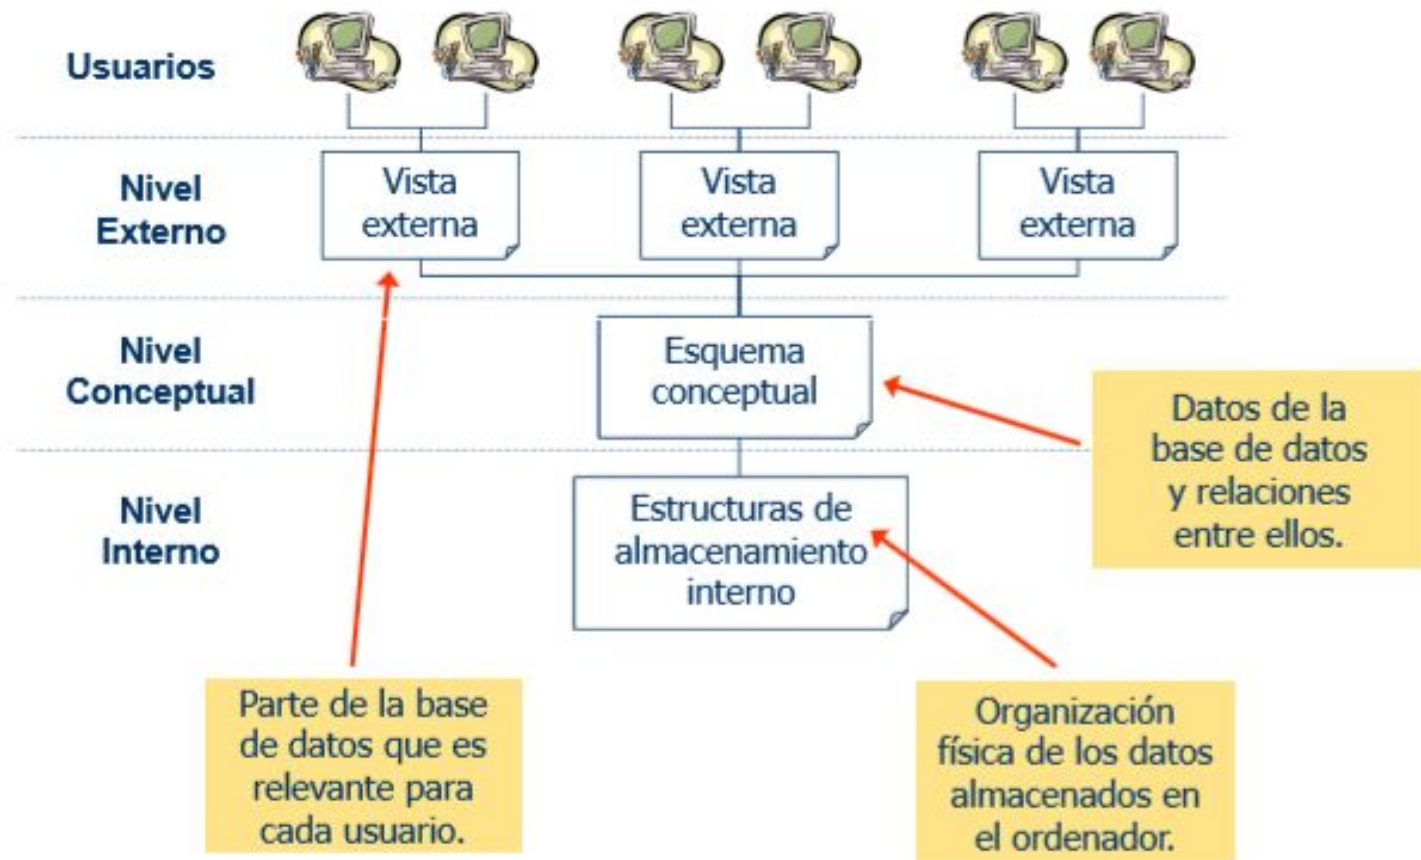 Usuarios
Nivel
Externo
Vista
externa
Vista
externa
Vista
externa
Nivel
Conceptual
Esquema
conceptual
Datos de la
base de datos
y relaciones
entre ellos.
Nivel
Interno
Estructuras de
almacenamiento
interno
Parte de la base
de datos que es
relevante para
cada usuario.
Organización
física de los datos
almacenados en
el ordenador.